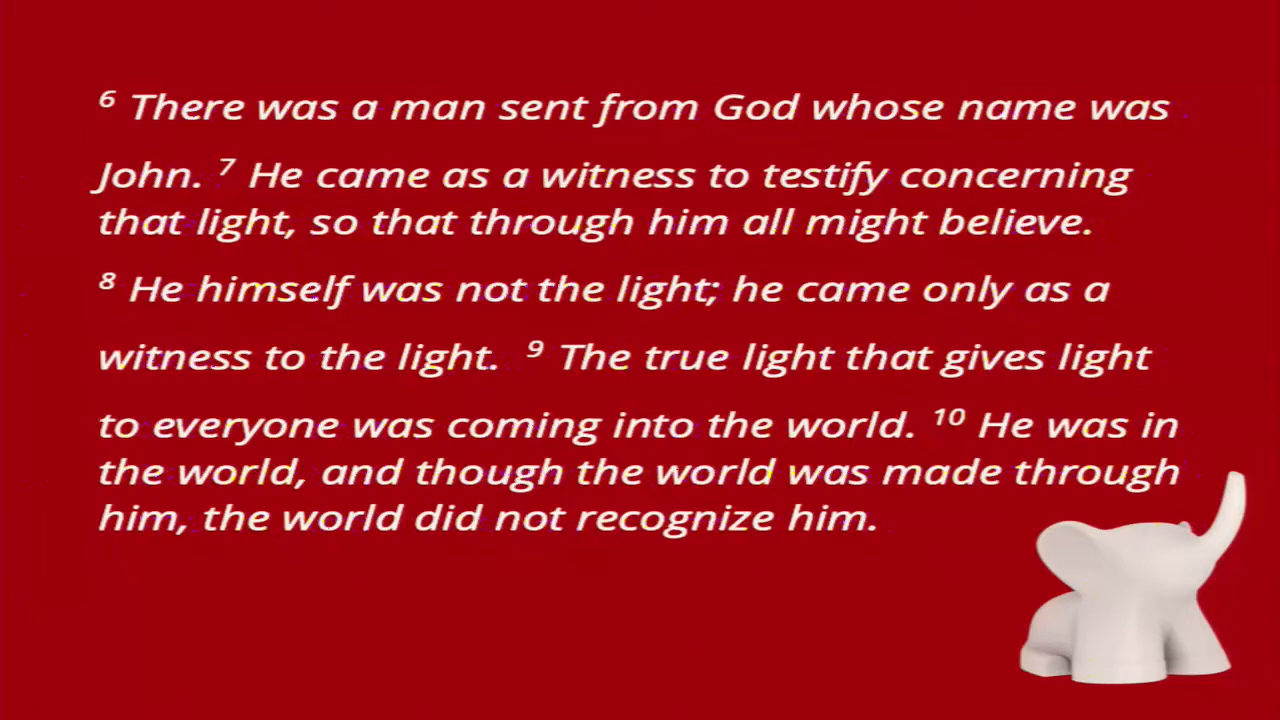 ⁶ There was a man sent from God whose name was
John. ⁷ He came as a witness to testify concerning
that light, so that through him all might believe.
⁸ He himself was not the light; he came only as a
witness to the light. ⁹ The true light that gives light
to everyone was coming into the world. ¹⁰ He was in
the world, and though the world was made through
him, the world did not recognize him.